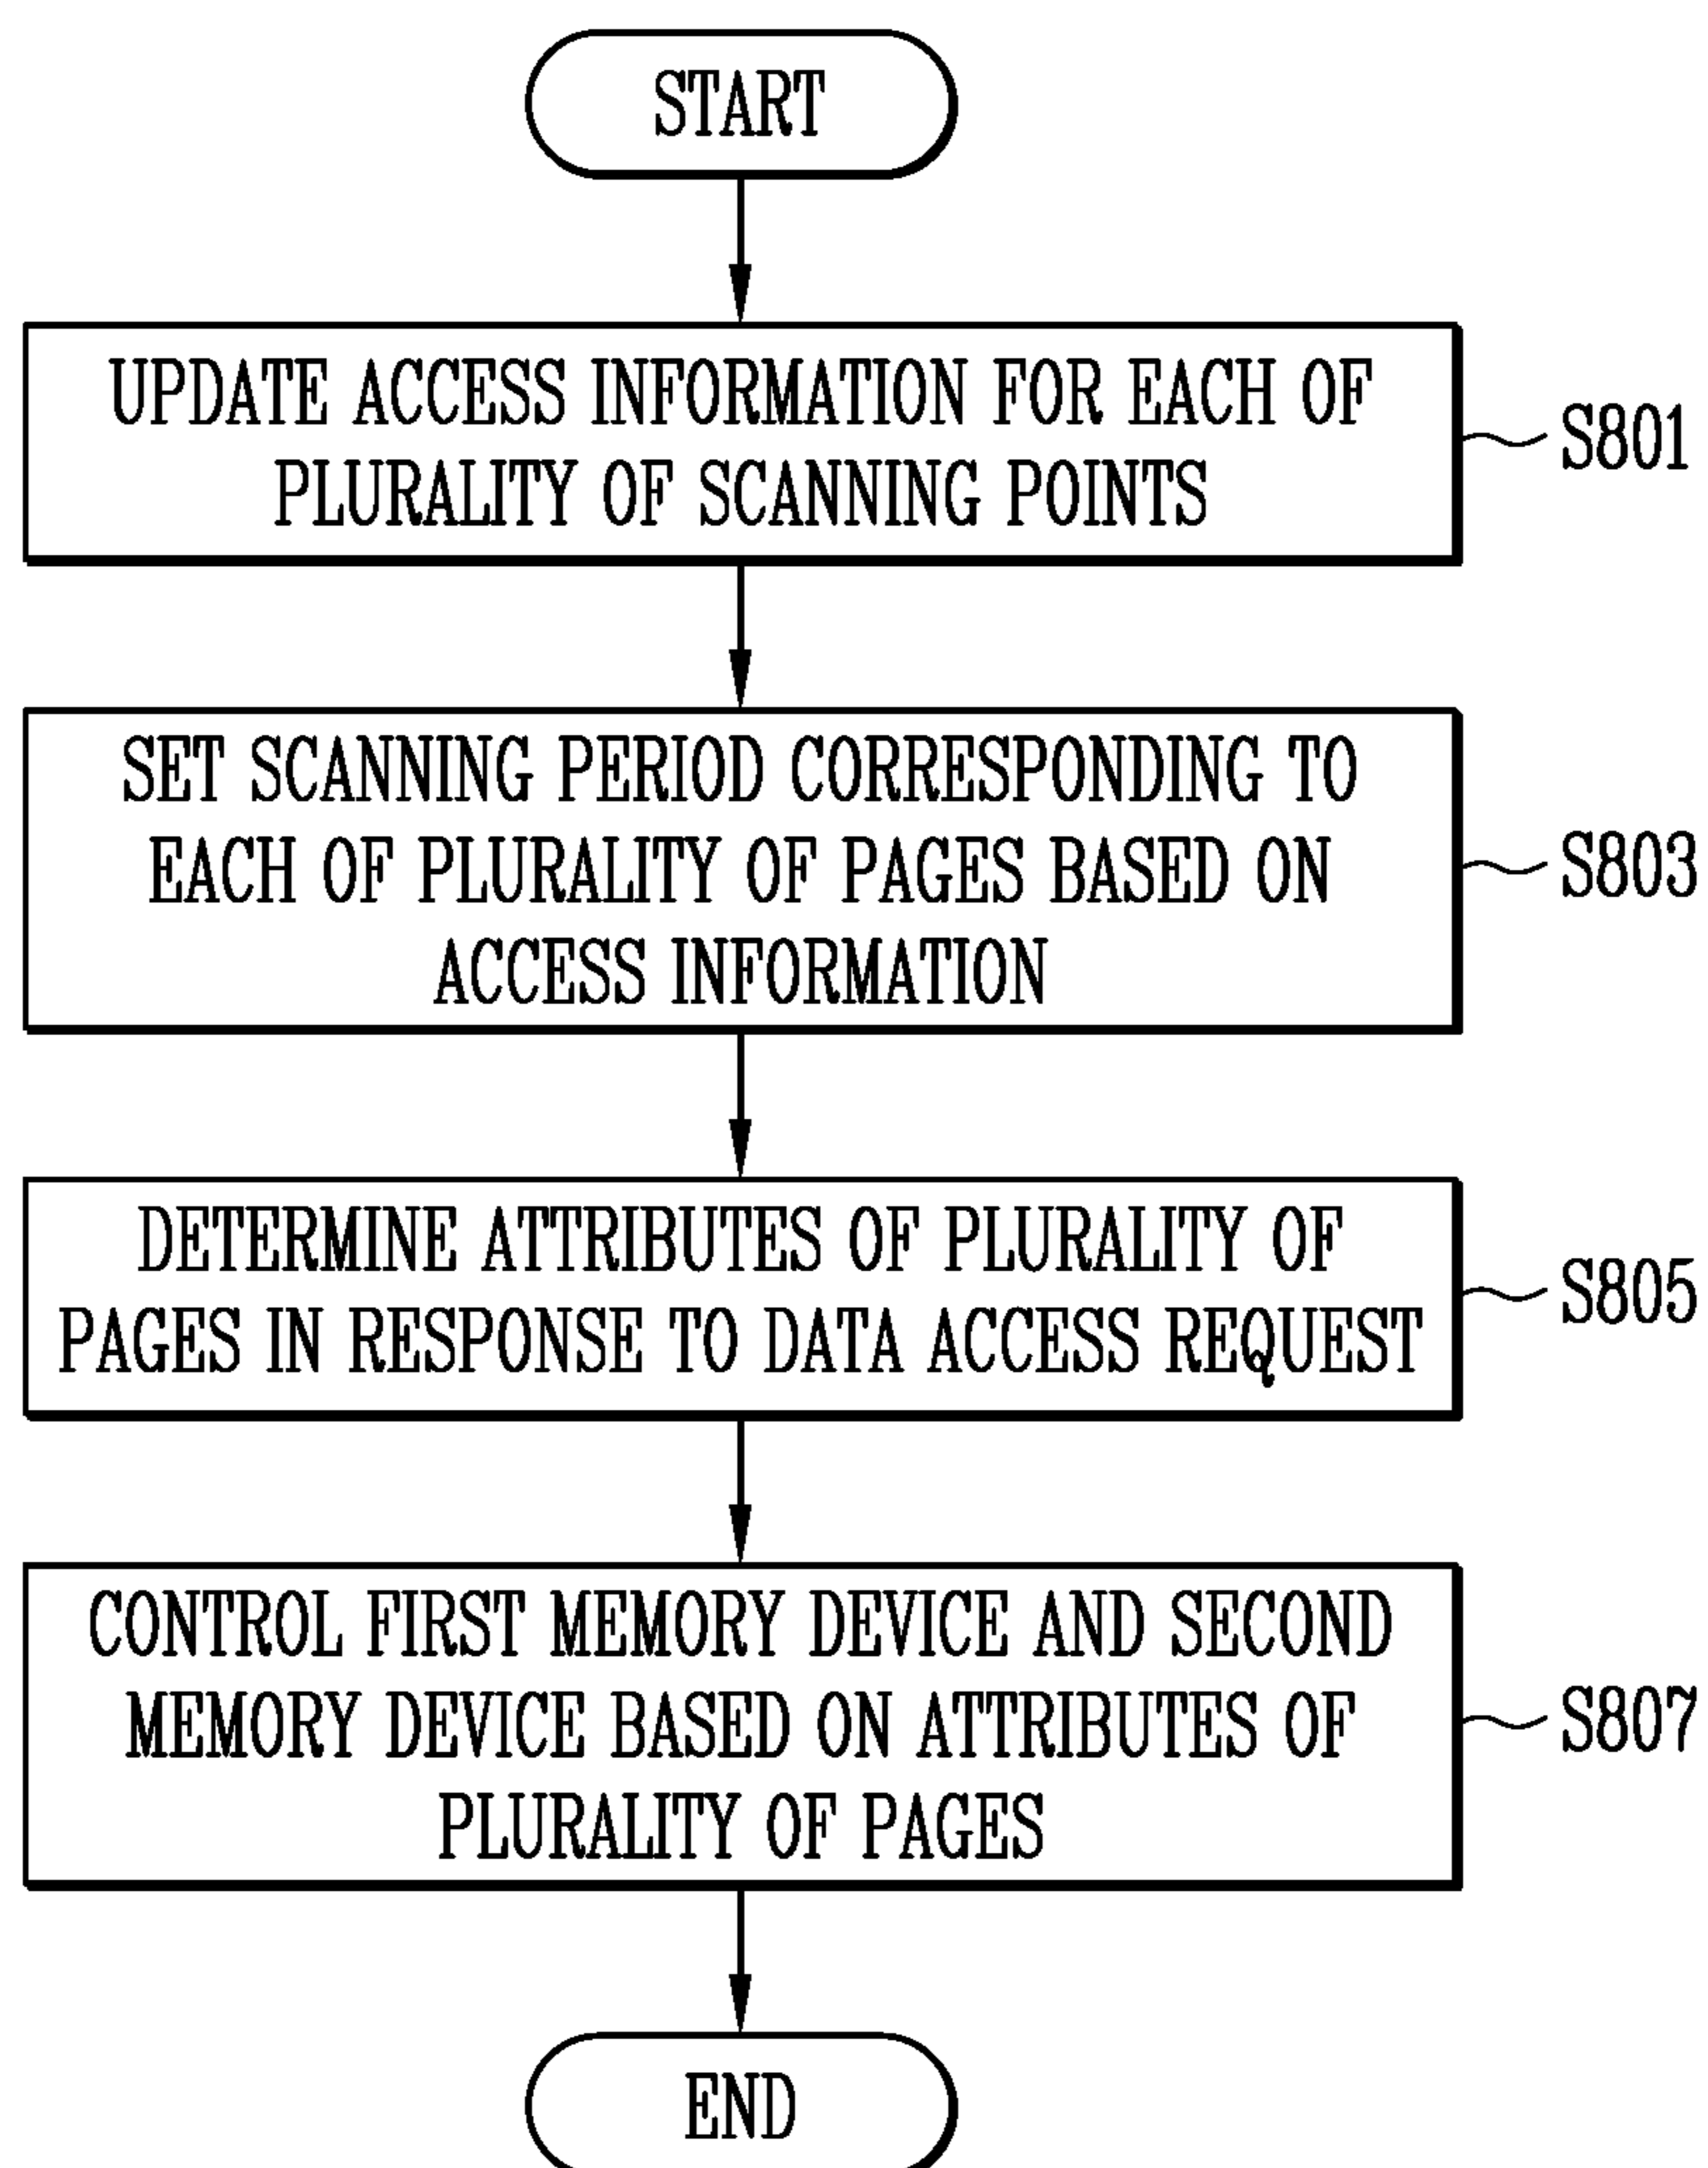 START
UPDATE ACCESS INFORMATION FOR EACH OF
PLURALITY OF SCANNING POINTS
S801
SET SCANNING PERIOD CORRESPONDING TO
EACH OF PLURALITY OF PAGES BASED ON
ACCESS INFORMATION
S803
DETERMINE ATTRIBUTES OF PLURALITY OF
PAGES IN RESPONSE TO DATA ACCESS REQUEST
S805
CONTROL FIRST MEMORY DEVICE AND SECOND
MEMORY DEVICE BASED ON ATTRIBUTES OF
PLURALITY OF PAGES
S807
END